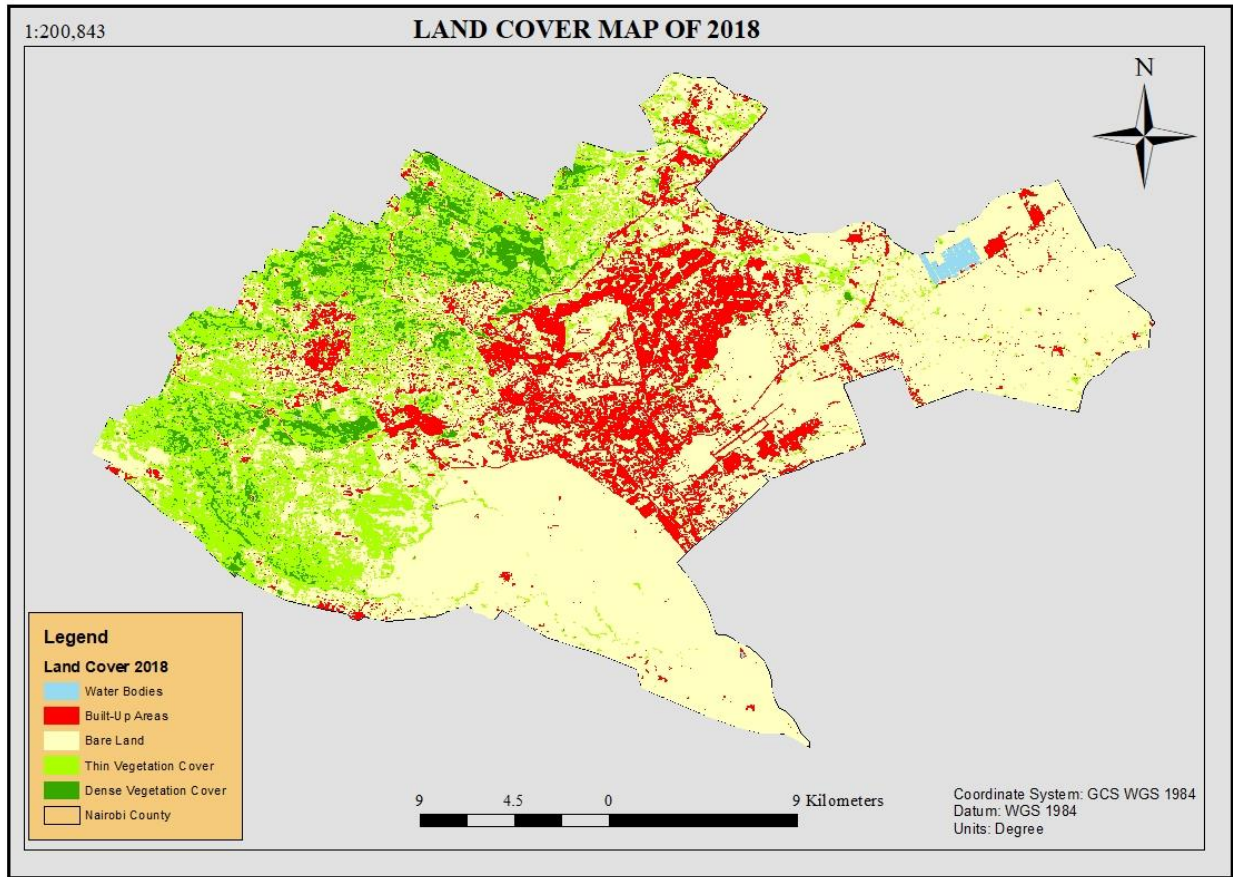 1:200,843
LAND COVER MAP OF 2018
N
Legend
Land Cover 2018
Water Bodies
Built-Up Areas
Bare Land
Thin Vegetation Cover
Dense Vegetation Cover
Nairobi County
9 4.5 0 9 Kilometers
Coordinate System: GCS WGS 1984
Datum: WGS 1984
Units: Degree